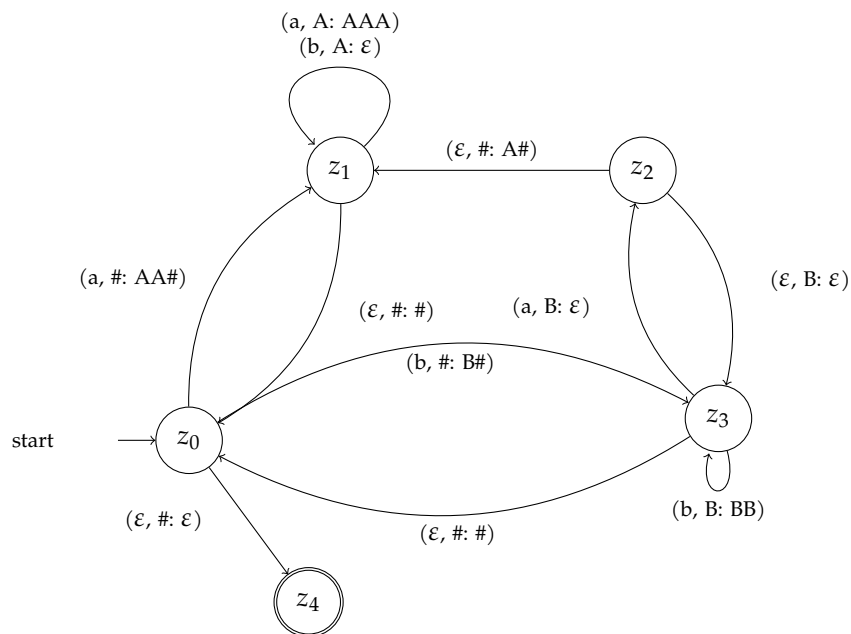 (a, A: AAA)
(b, A: ε)
z₁
(ε, #: A#)
z₂
(a, #: AA#)
(ε, B: ε)
(ε, #: #)
(a, B: ε)
(b, #: B#)
start
z₀
z₃
(ε, #: ε)
(ε, #: #)
(b, B: BB)
z₄